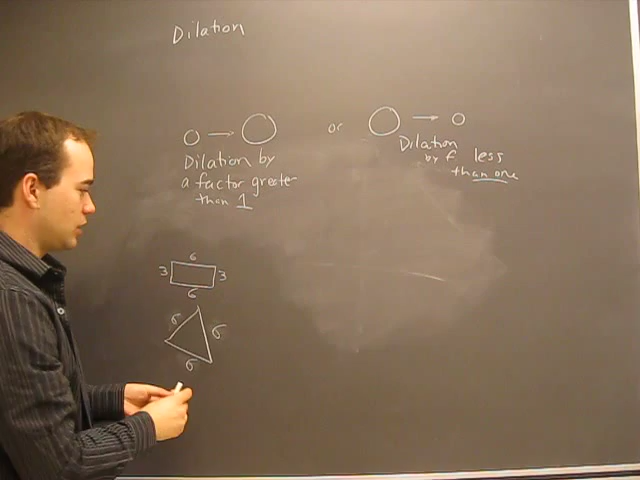 Dilation
or
Dilation by
a factor greater
than 1
Dilation
by f less
than one
6
3 3
6
6 6
6